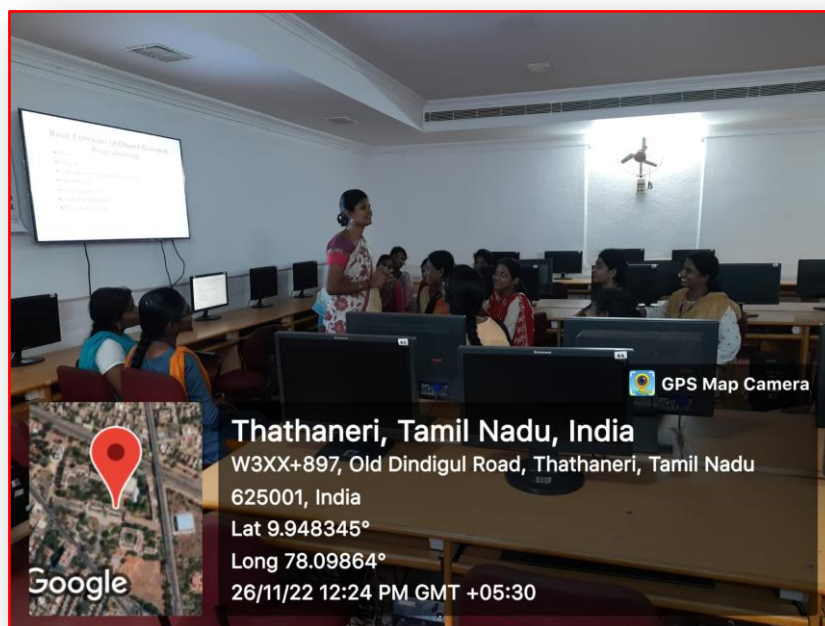 Basic Concepts of Object Oriented
Programming
GPS Map Camera
Thathaneri, Tamil Nadu, India
W3XX+897, Old Dindigul Road, Thathaneri, Tamil Nadu
625001, India
Lat 9.948345°
Long 78.09864°
26/11/22 12:24 PM GMT +05:30
Google